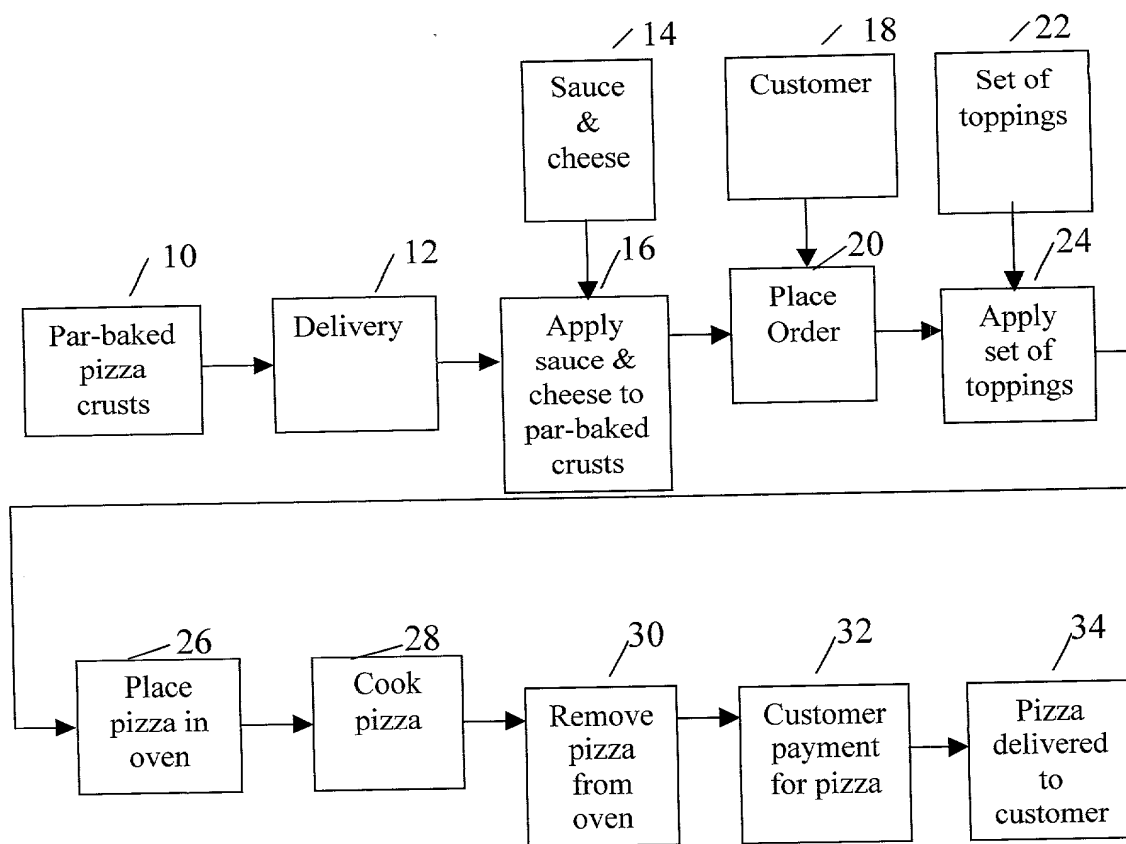 14
Sauce
&
cheese
18
Customer
22
Set of
toppings
10
Par-baked
pizza
crusts
12
Delivery
16
Apply
sauce &
cheese to
par-baked
crusts
20
Place
Order
24
Apply
set of
toppings
26
Place
pizza in
oven
28
Cook
pizza
30
Remove
pizza
from
oven
32
Customer
payment
for pizza
34
Pizza
delivered
to
customer